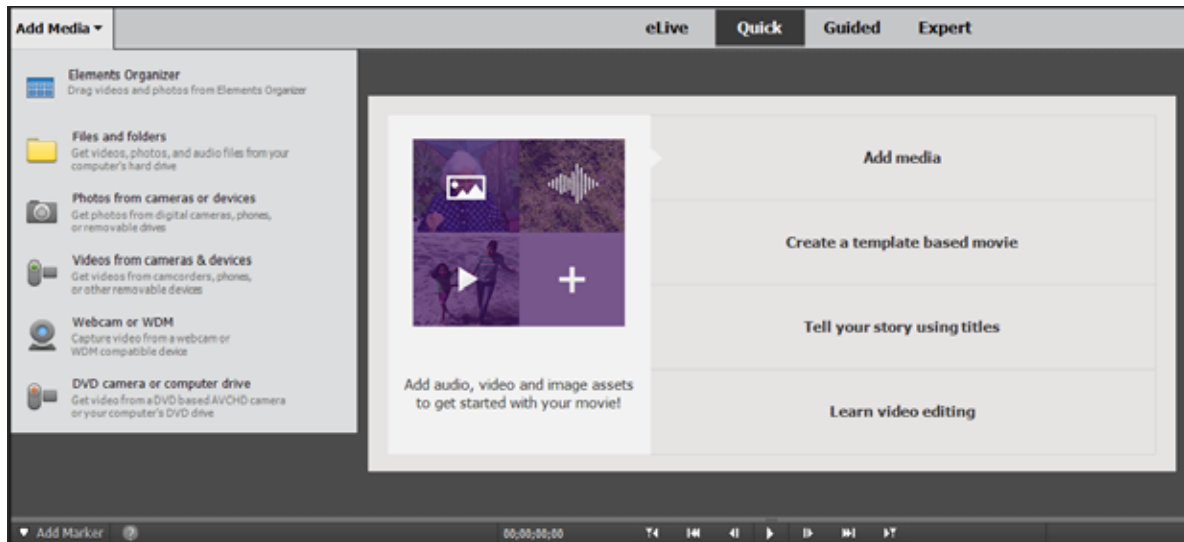 Add Media
eLive
Quick
Guided
Expert
Elements Organizer
Drag videos and photos from Elements Organizer
Files and folders
Get videos, photos, and audio files from your
computer's hard drive
Photos from cameras or devices
Get photos from digital cameras, phones,
or removable drives
Videos from cameras & devices
Get videos from camcorders, phones,
or other removable devices
Webcam or WDM
Capture video from a webcam or
WDM compatible device
DVD camera or computer drive
Get video from a DVD based AVCHD camera
or your computer's DVD drive
Add audio, video and image assets
to get started with your movie!
Add media
Create a template based movie
Tell your story using titles
Learn video editing
Add Marker
00;00;00;00